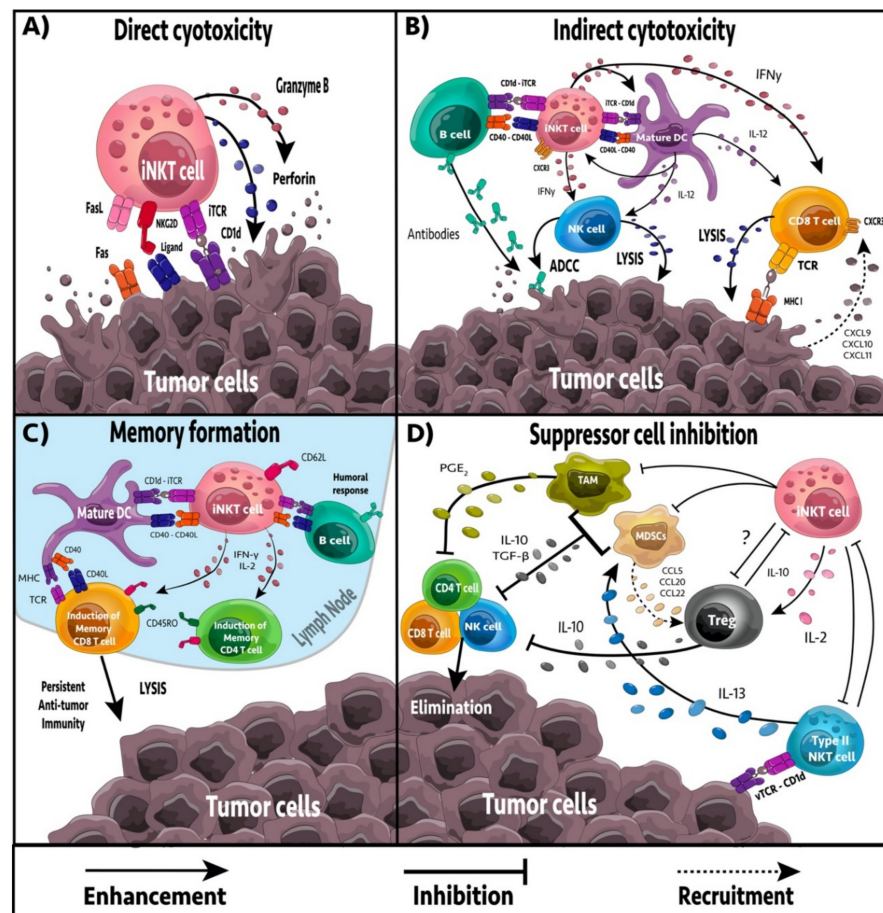 A) Direct cyotoxicity
Granzyme B
iNKT cell
Perforin
FasL
NKG2D
iTCR
CD1d
Fas
Ligand
Tumor cells
B) Indirect cytotoxicity
IFNγ
CD1d - iTCR
iTCR - CD1d
B cell
iNKT cell
Mature DC
CD40 - CD40L
CD40L - CD40
IL-12
CXCR3
IFNγ
IL-12
CXCR3
CD8 T cell
NK cell
Antibodies
LYSIS
LYSIS
TCR
ADCC
MHC I
CXCL9
CXCL10
CXCL11
Tumor cells
C) Memory formation
CD62L
CD1d - iTCR
Humoral
response
iNKT cell
Mature DC
B cell
CD40 - CD40L
CD40
IFN-γ
IL-2
MHC
CD40L
TCR
CD45RO
Lymph Node
Induction of
Memory
CD8 T cell
Induction of
Memory
CD4 T cell
Persistent
Anti-tumor
Immunity
LYSIS
Tumor cells
D) Suppressor cell inhibition
PGE2
TAM
iNKT cell
MDSCs
IL-10
TGF-β
?
CCL5
CCL20
CCL22
IL-10
CD4 T cell
CD8 T cell
NK cell
Treg
IL-10
IL-2
IL-13
Elimination
Type II
NKT cell
vTCR - CD1d
Tumor cells
Enhancement
Inhibition
Recruitment